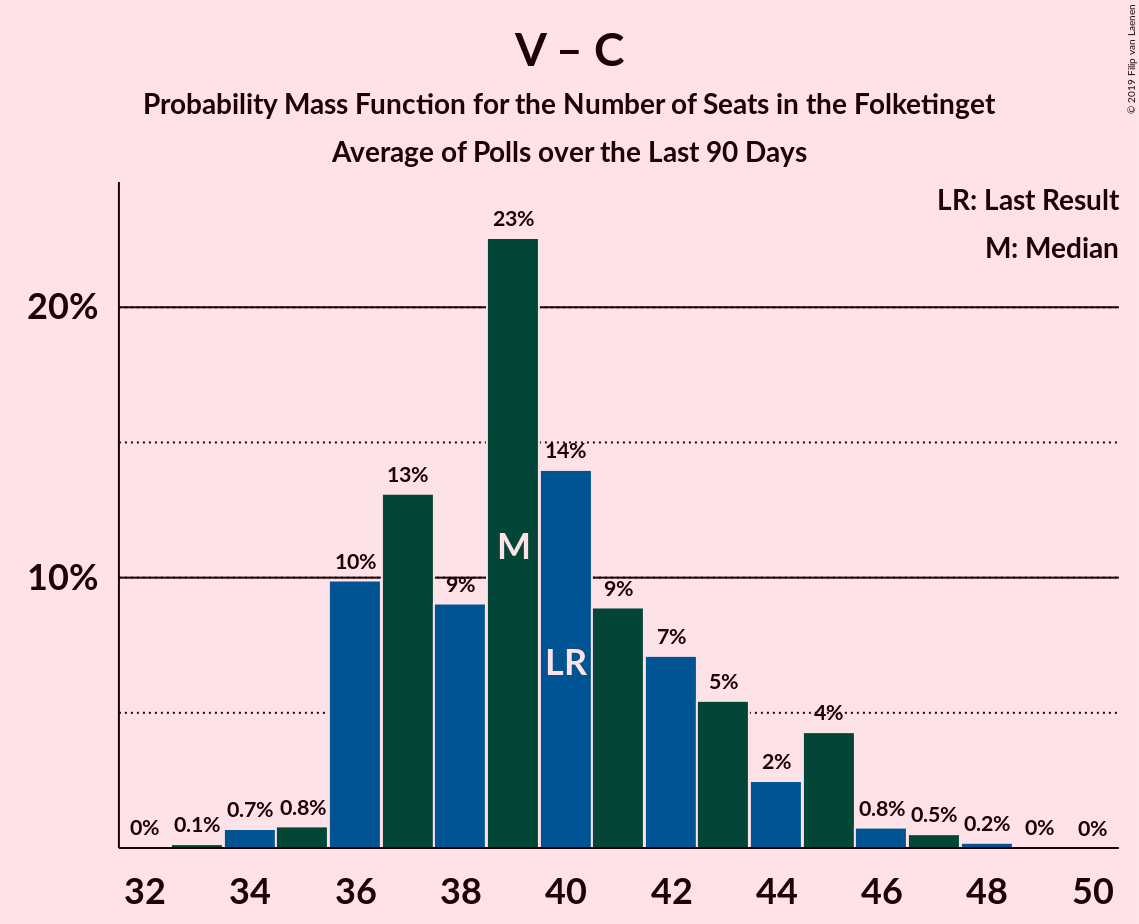 V – C
Probability Mass Function for the Number of Seats in the Folketinget
Average of Polls over the Last 90 Days
© 2019 Filip van Laenen
LR: Last Result
M: Median
20%
10%
0%
0.1%
0.7%
0.8%
10%
13%
9%
23%
14%
9%
7%
5%
2%
4%
0.8%
0.5%
0.2%
0%
0%
M
LR
32 34 36 38 40 42 44 46 48 50